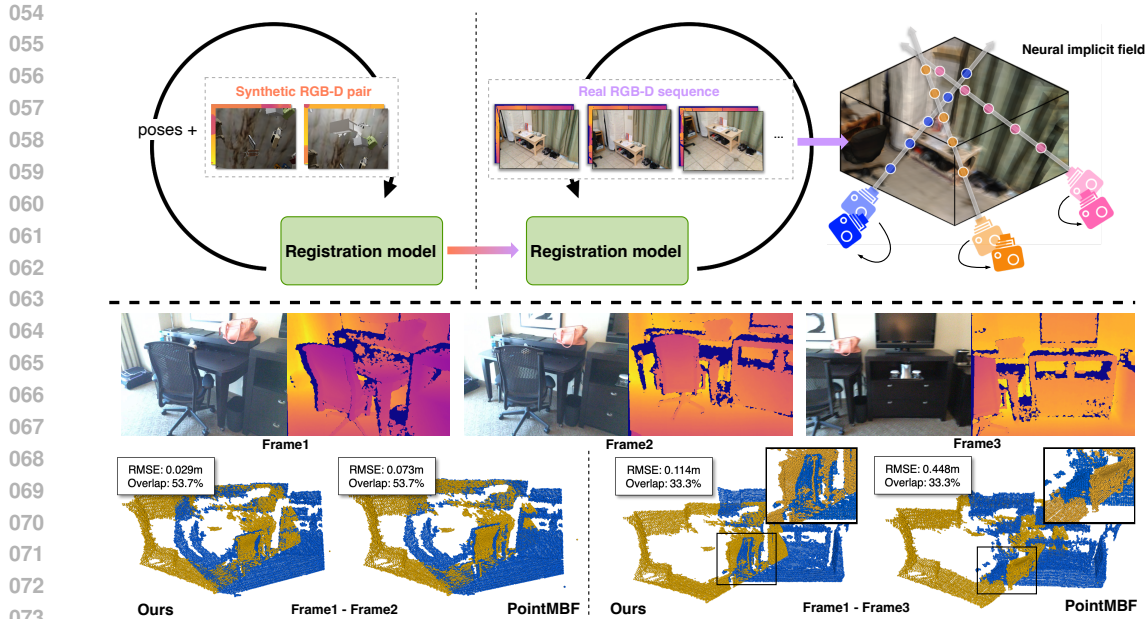 054
055
056
057
058
059
060
061
062
063
064
065
066
067
068
069
070
071
072
073
Synthetic RGB-D pair
poses +
Registration model
Real RGB-D sequence
...
Registration model
Neural implicit field
Frame1
Frame2
Frame3
RMSE: 0.029m
Overlap: 53.7%
RMSE: 0.073m
Overlap: 53.7%
RMSE: 0.114m
Overlap: 33.3%
RMSE: 0.448m
Overlap: 33.3%
Ours
Frame1 - Frame2
PointMBF
Ours
Frame1 - Frame3
PointMBF